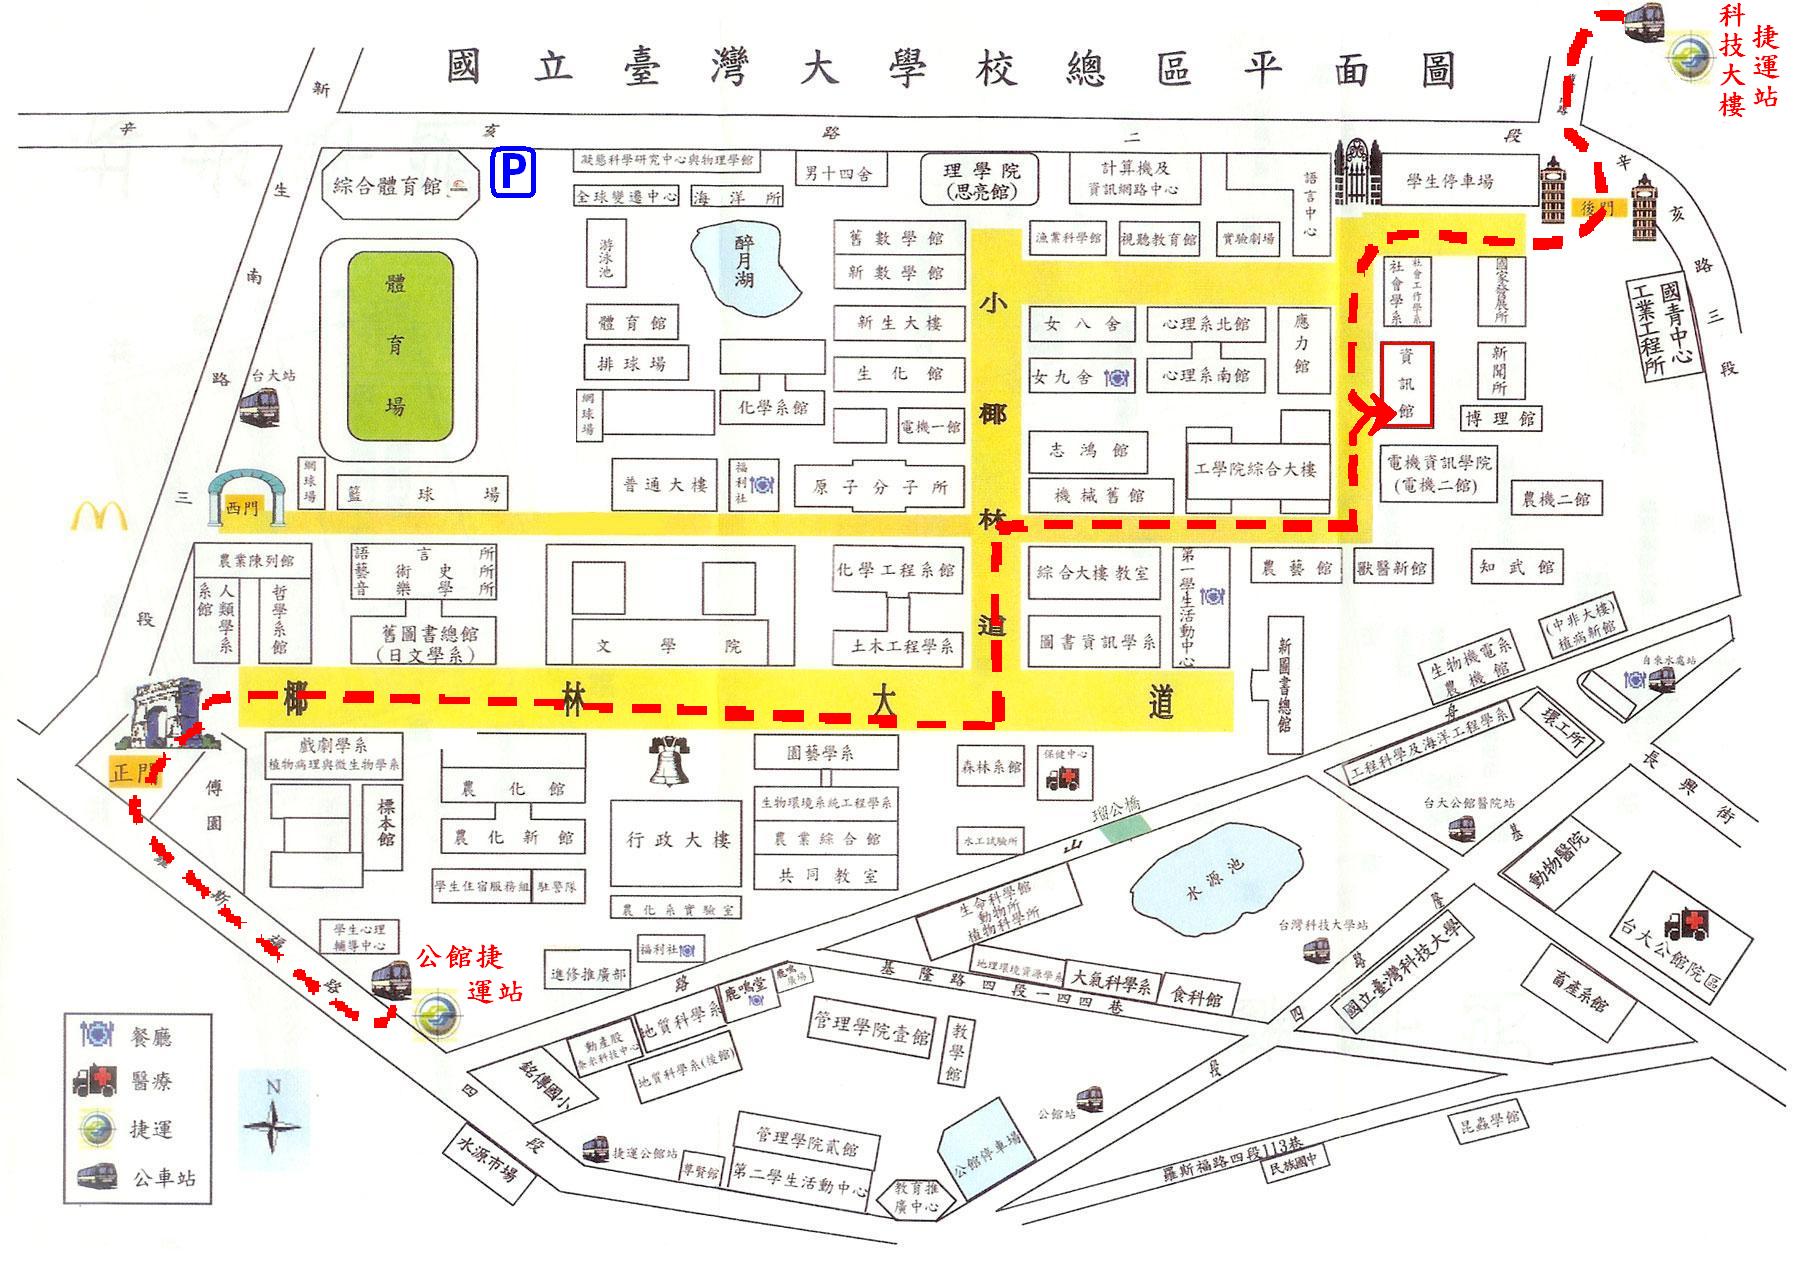 國立臺灣大學校總區平面圖
捷運站
科技大樓
新
生
南
路
三
段
辛
亥
路
二
段
辛
亥
路
三
段
綜合體育館
P
凝態科學研究中心與物理學館
全球變遷中心
海洋所
男十四舍
理學院
(思亮館)
計算機及
資訊網路中心
語言中心
學生停車場
後門
游泳池
醉月湖
舊數學館
新數學館
漁業科學館
視聽教育館
實驗劇場
社會工作學系
社會學系
國家發展所
國青中心
工業工程所
體育場
體育館
排球場
網球場
新生大樓
生化館
化學系館
電機一館
小椰林道
女八舍
心理系北館
應力館
女九舍
心理系南館
資訊館
新聞所
博理館
台大站
志鴻館
工學院綜合大樓
機械舊館
電機資訊學院
(電機二館)
農機二館
西門
網球場
籃球場
普通大樓
福利社
原子分子所
農業陳列館
人類學系
系館
哲學系館
語言所
藝術史所
音樂學所
舊圖書總館
(日文學系)
文學院
化學工程系館
土木工程學系
綜合大樓教室
圖書資訊學系
第一學生活動中心
農藝館
獸醫新館
知武館
新圖書總館
生物機電系
農機館
(中非大樓)
植病新館
自來水處站
正門
椰林大道
傅園
戲劇學系
植物病理與微生物學系
標本館
農化館
農化新館
學生住宿服務組
駐警隊
行政大樓
農化系實驗室
園藝學系
生物環境系統工程學系
農業綜合館
共同教室
森林系館
保健中心
水工試驗所
瑠公橋
舟
山
路
工程科學及海洋工程學系
環工所
長興街
台大公館醫院站
動物醫院
台大公館院區
水源池
生命科學館
動物所
植物科學所
台灣科技大學站
國立臺灣科技大學
畜產系館
基
隆
路
四
段
羅
斯
福
路
四
段
學生心理
輔導中心
公館捷
運站
進修推廣部
福利社
基隆路四段一四四巷
地理環境資源學系
大氣科學系
食科館
鹿鳴堂
鹿鳴廣場
地質科學系
地質科學系(後館)
動產股
奈米科技中心
銘傳國小
管理學院壹館
教學館
公館站
公館停車場
水源市場
捷運公館站
尊賢館
管理學院貳館
第二學生活動中心
教育推
廣中心
羅斯福路四段113巷
民族國中
昆蟲學館
餐廳
醫療
捷運
公車站
N